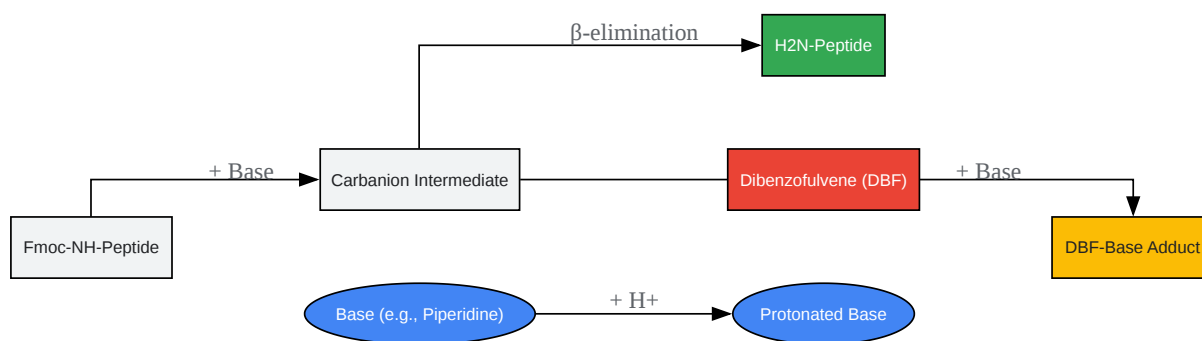 β-elimination
H2N-Peptide
+ Base
Carbanion Intermediate
Dibenzofulvene (DBF)
+ Base
Fmoc-NH-Peptide
DBF-Base Adduct
Base (e.g., Piperidine)
+ H+
Protonated Base